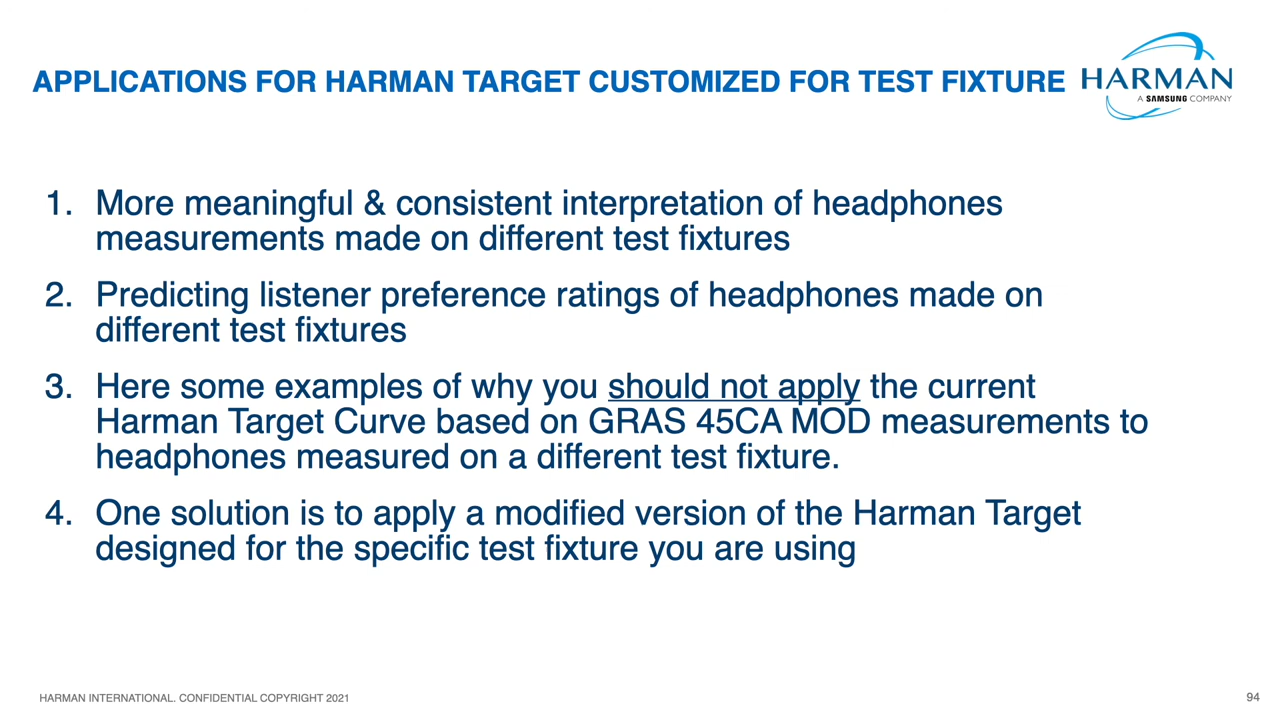 APPLICATIONS FOR HARMAN TARGET CUSTOMIZED FOR TEST FIXTURE
HARMAN
A SAMSUNG COMPANY
1. More meaningful & consistent interpretation of headphones
measurements made on different test fixtures
2. Predicting listener preference ratings of headphones made on
different test fixtures
3. Here some examples of why you should not apply the current
Harman Target Curve based on GRAS 45CA MOD measurements to
headphones measured on a different test fixture.
4. One solution is to apply a modified version of the Harman Target
designed for the specific test fixture you are using
HARMAN INTERNATIONAL. CONFIDENTIAL COPYRIGHT 2021
94